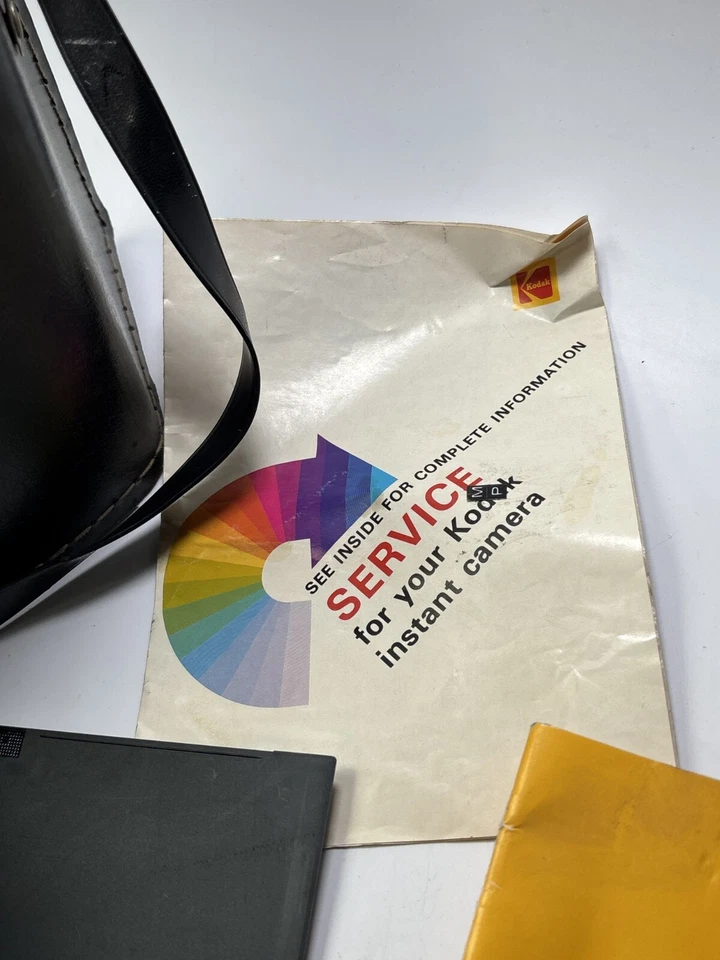 Kodak
SEE INSIDE FOR COMPLETE INFORMATION
SERVICE
for your Kodak
instant camera
M
P